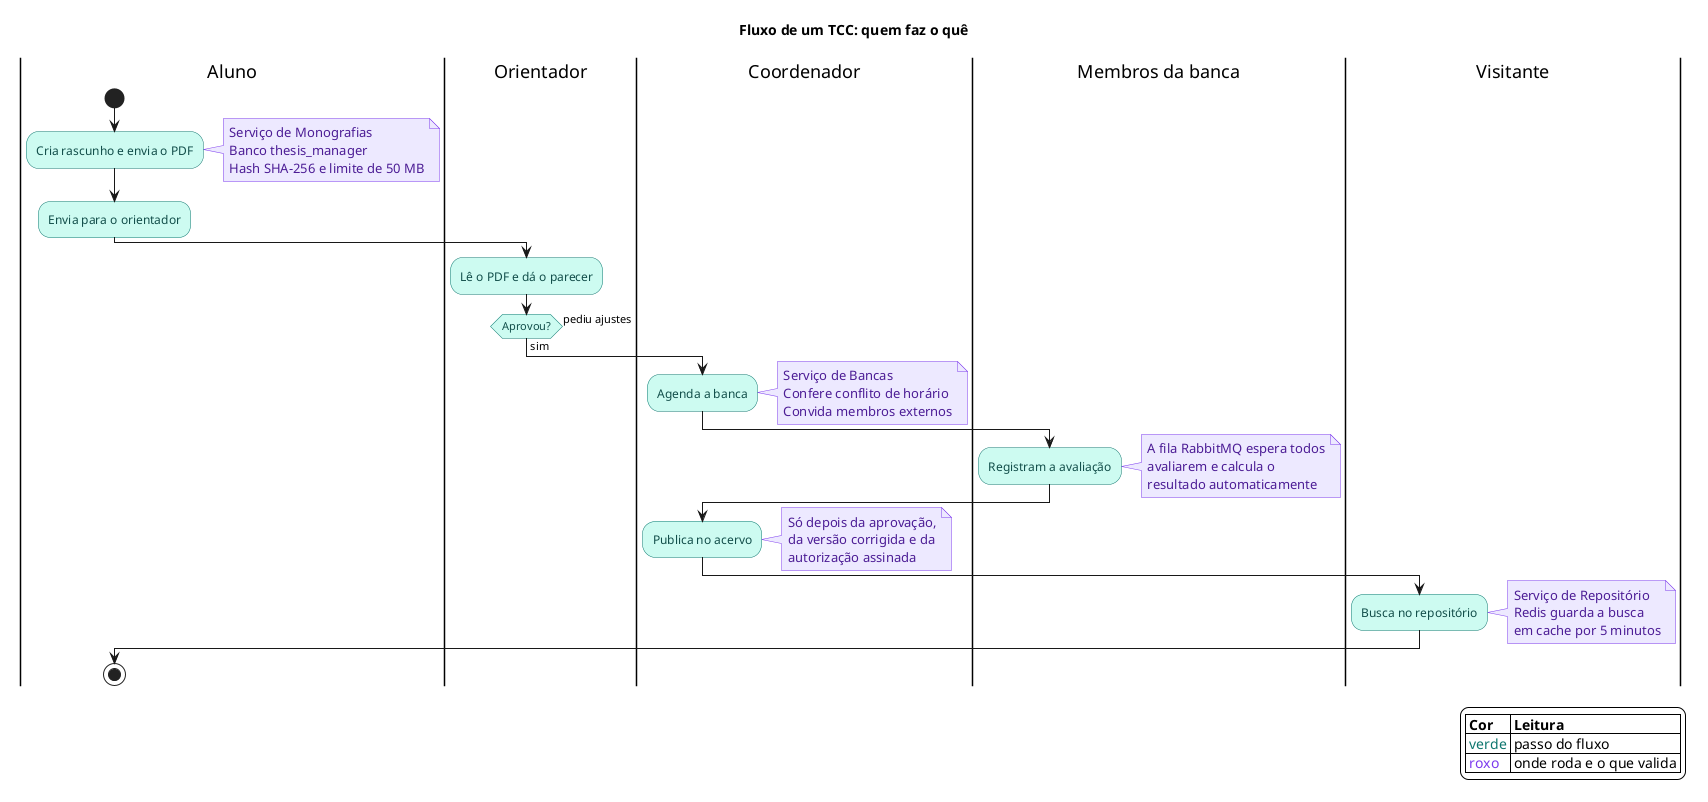 Fluxo de um TCC: quem faz o quê
Aluno
Orientador
Coordenador
Membros da banca
Visitante
Cria rascunho e envia o PDF
Serviço de Monografias
Banco thesis_manager
Hash SHA-256 e limite de 50 MB
Envia para o orientador
Lê o PDF e dá o parecer
Aprovou?
pediu ajustes
sim
Agenda a banca
Serviço de Bancas
Confere conflito de horário
Convida membros externos
Registram a avaliação
A fila RabbitMQ espera todos
avaliarem e calcula o
resultado automaticamente
Publica no acervo
Só depois da aprovação,
da versão corrigida e da
autorização assinada
Busca no repositório
Serviço de Repositório
Redis guarda a busca
em cache por 5 minutos
Cor Leitura
verde passo do fluxo
roxo onde roda e o que valida